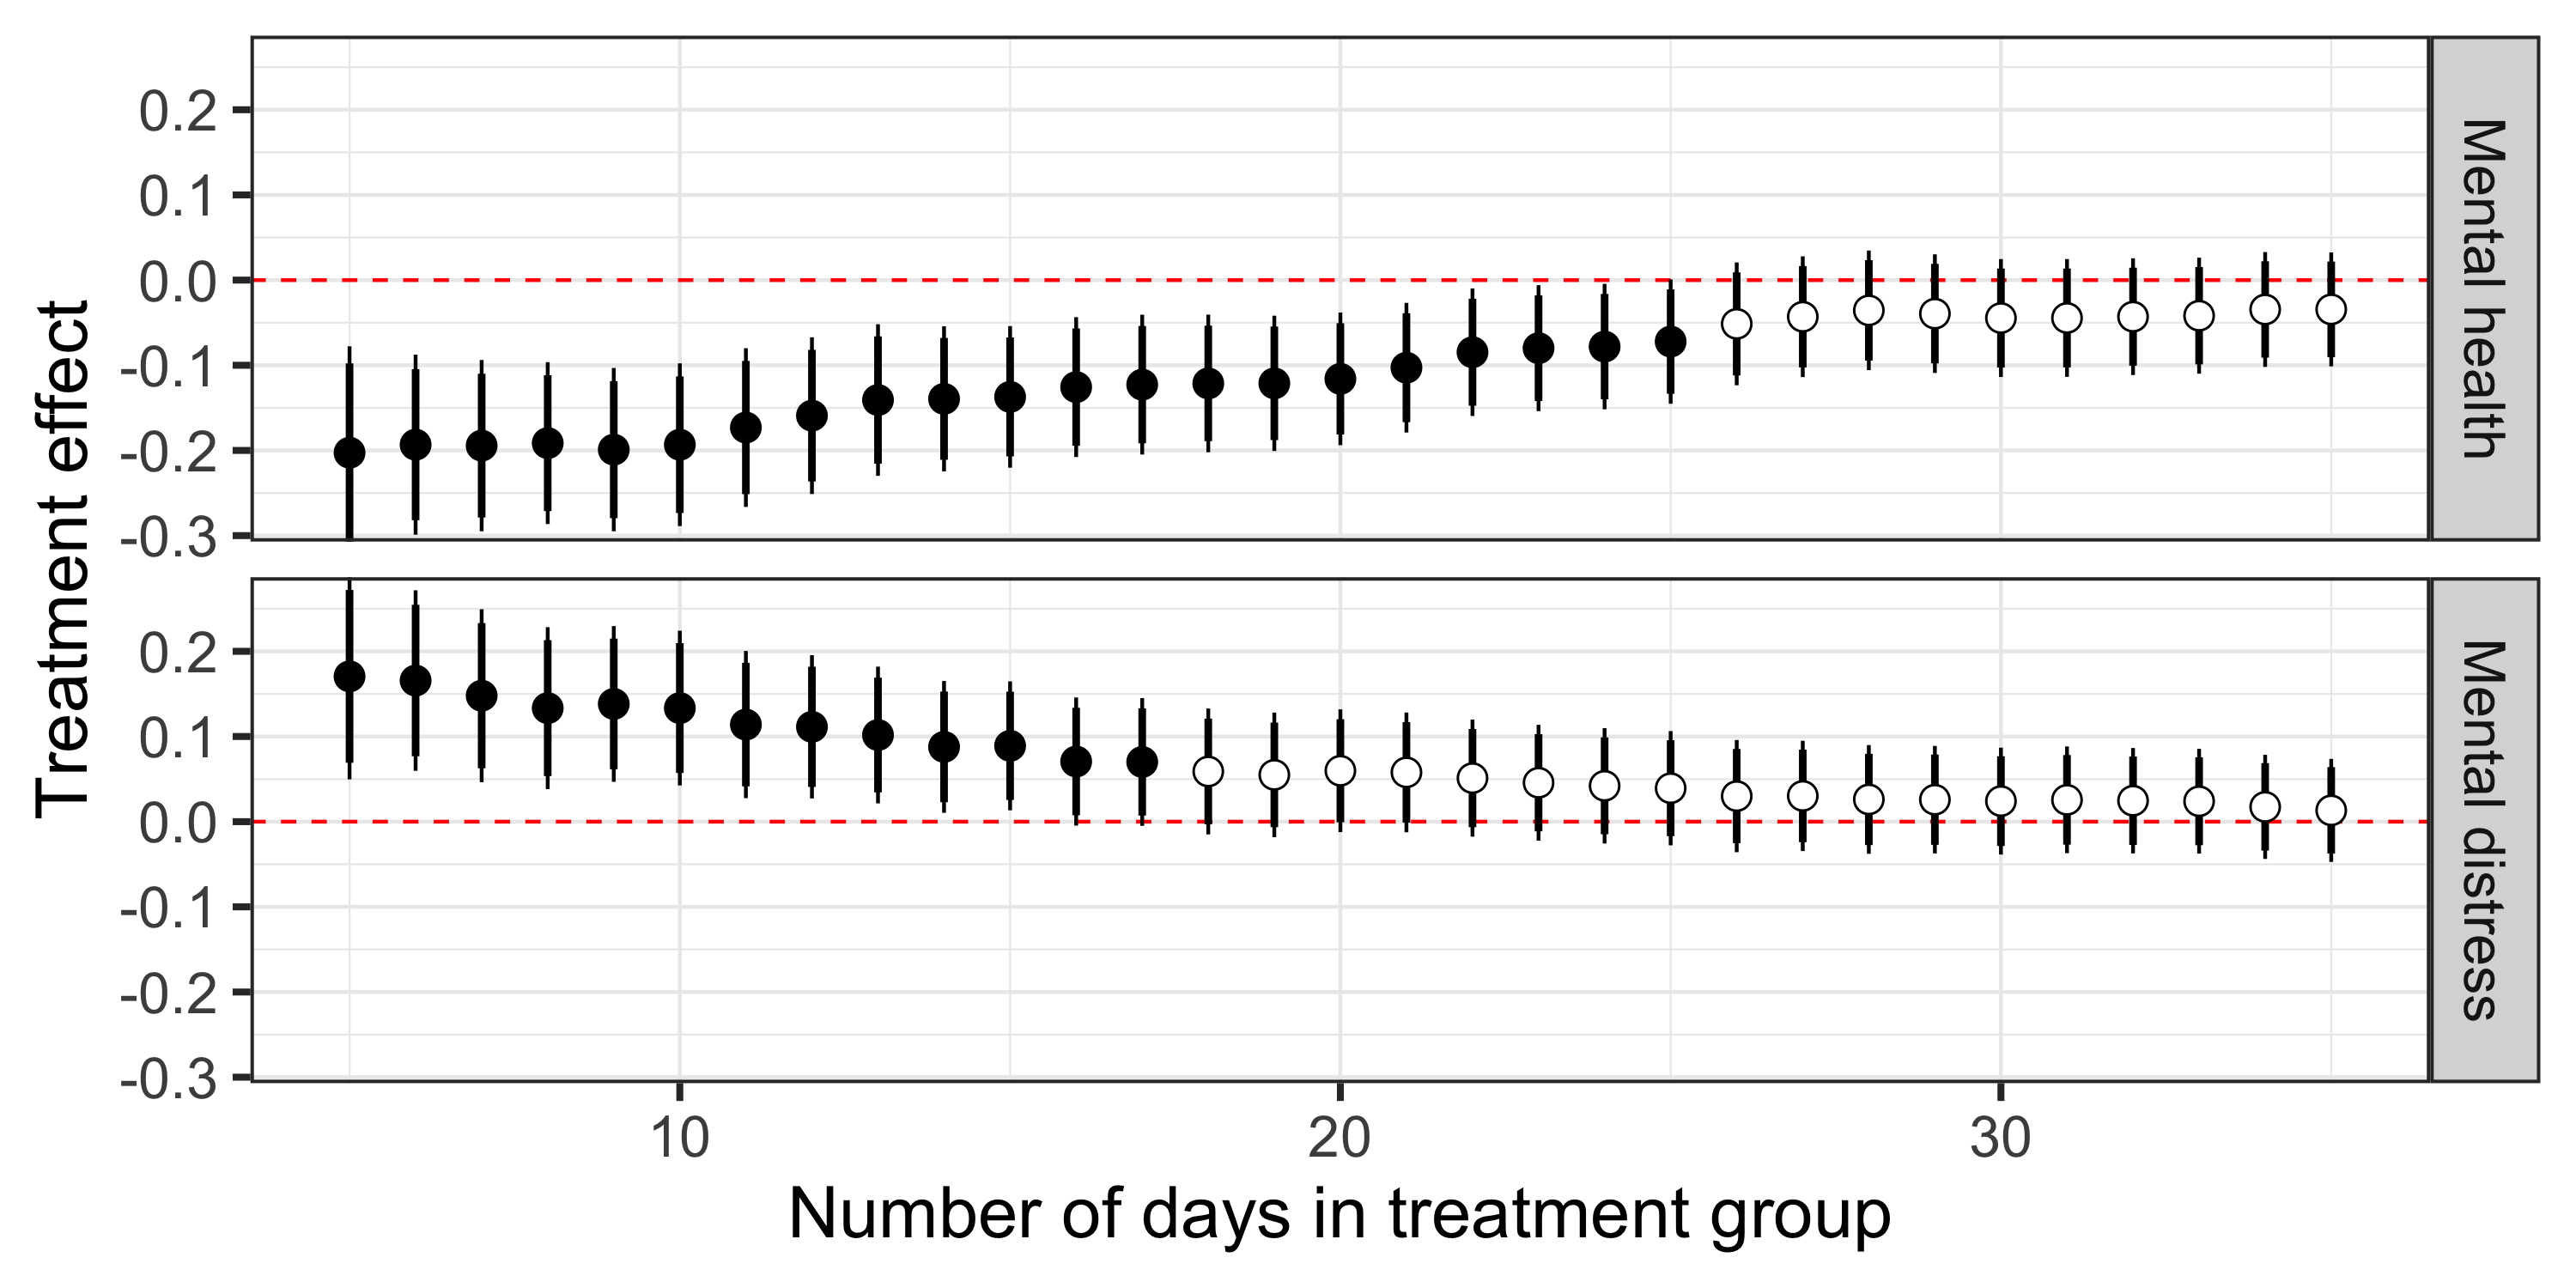 Treatment effect
0.2
0.1
0.0
-0.1
-0.2
-0.3
Mental health
0.2
0.1
0.0
-0.1
-0.2
-0.3
Mental distress
10 20 30
Number of days in treatment group